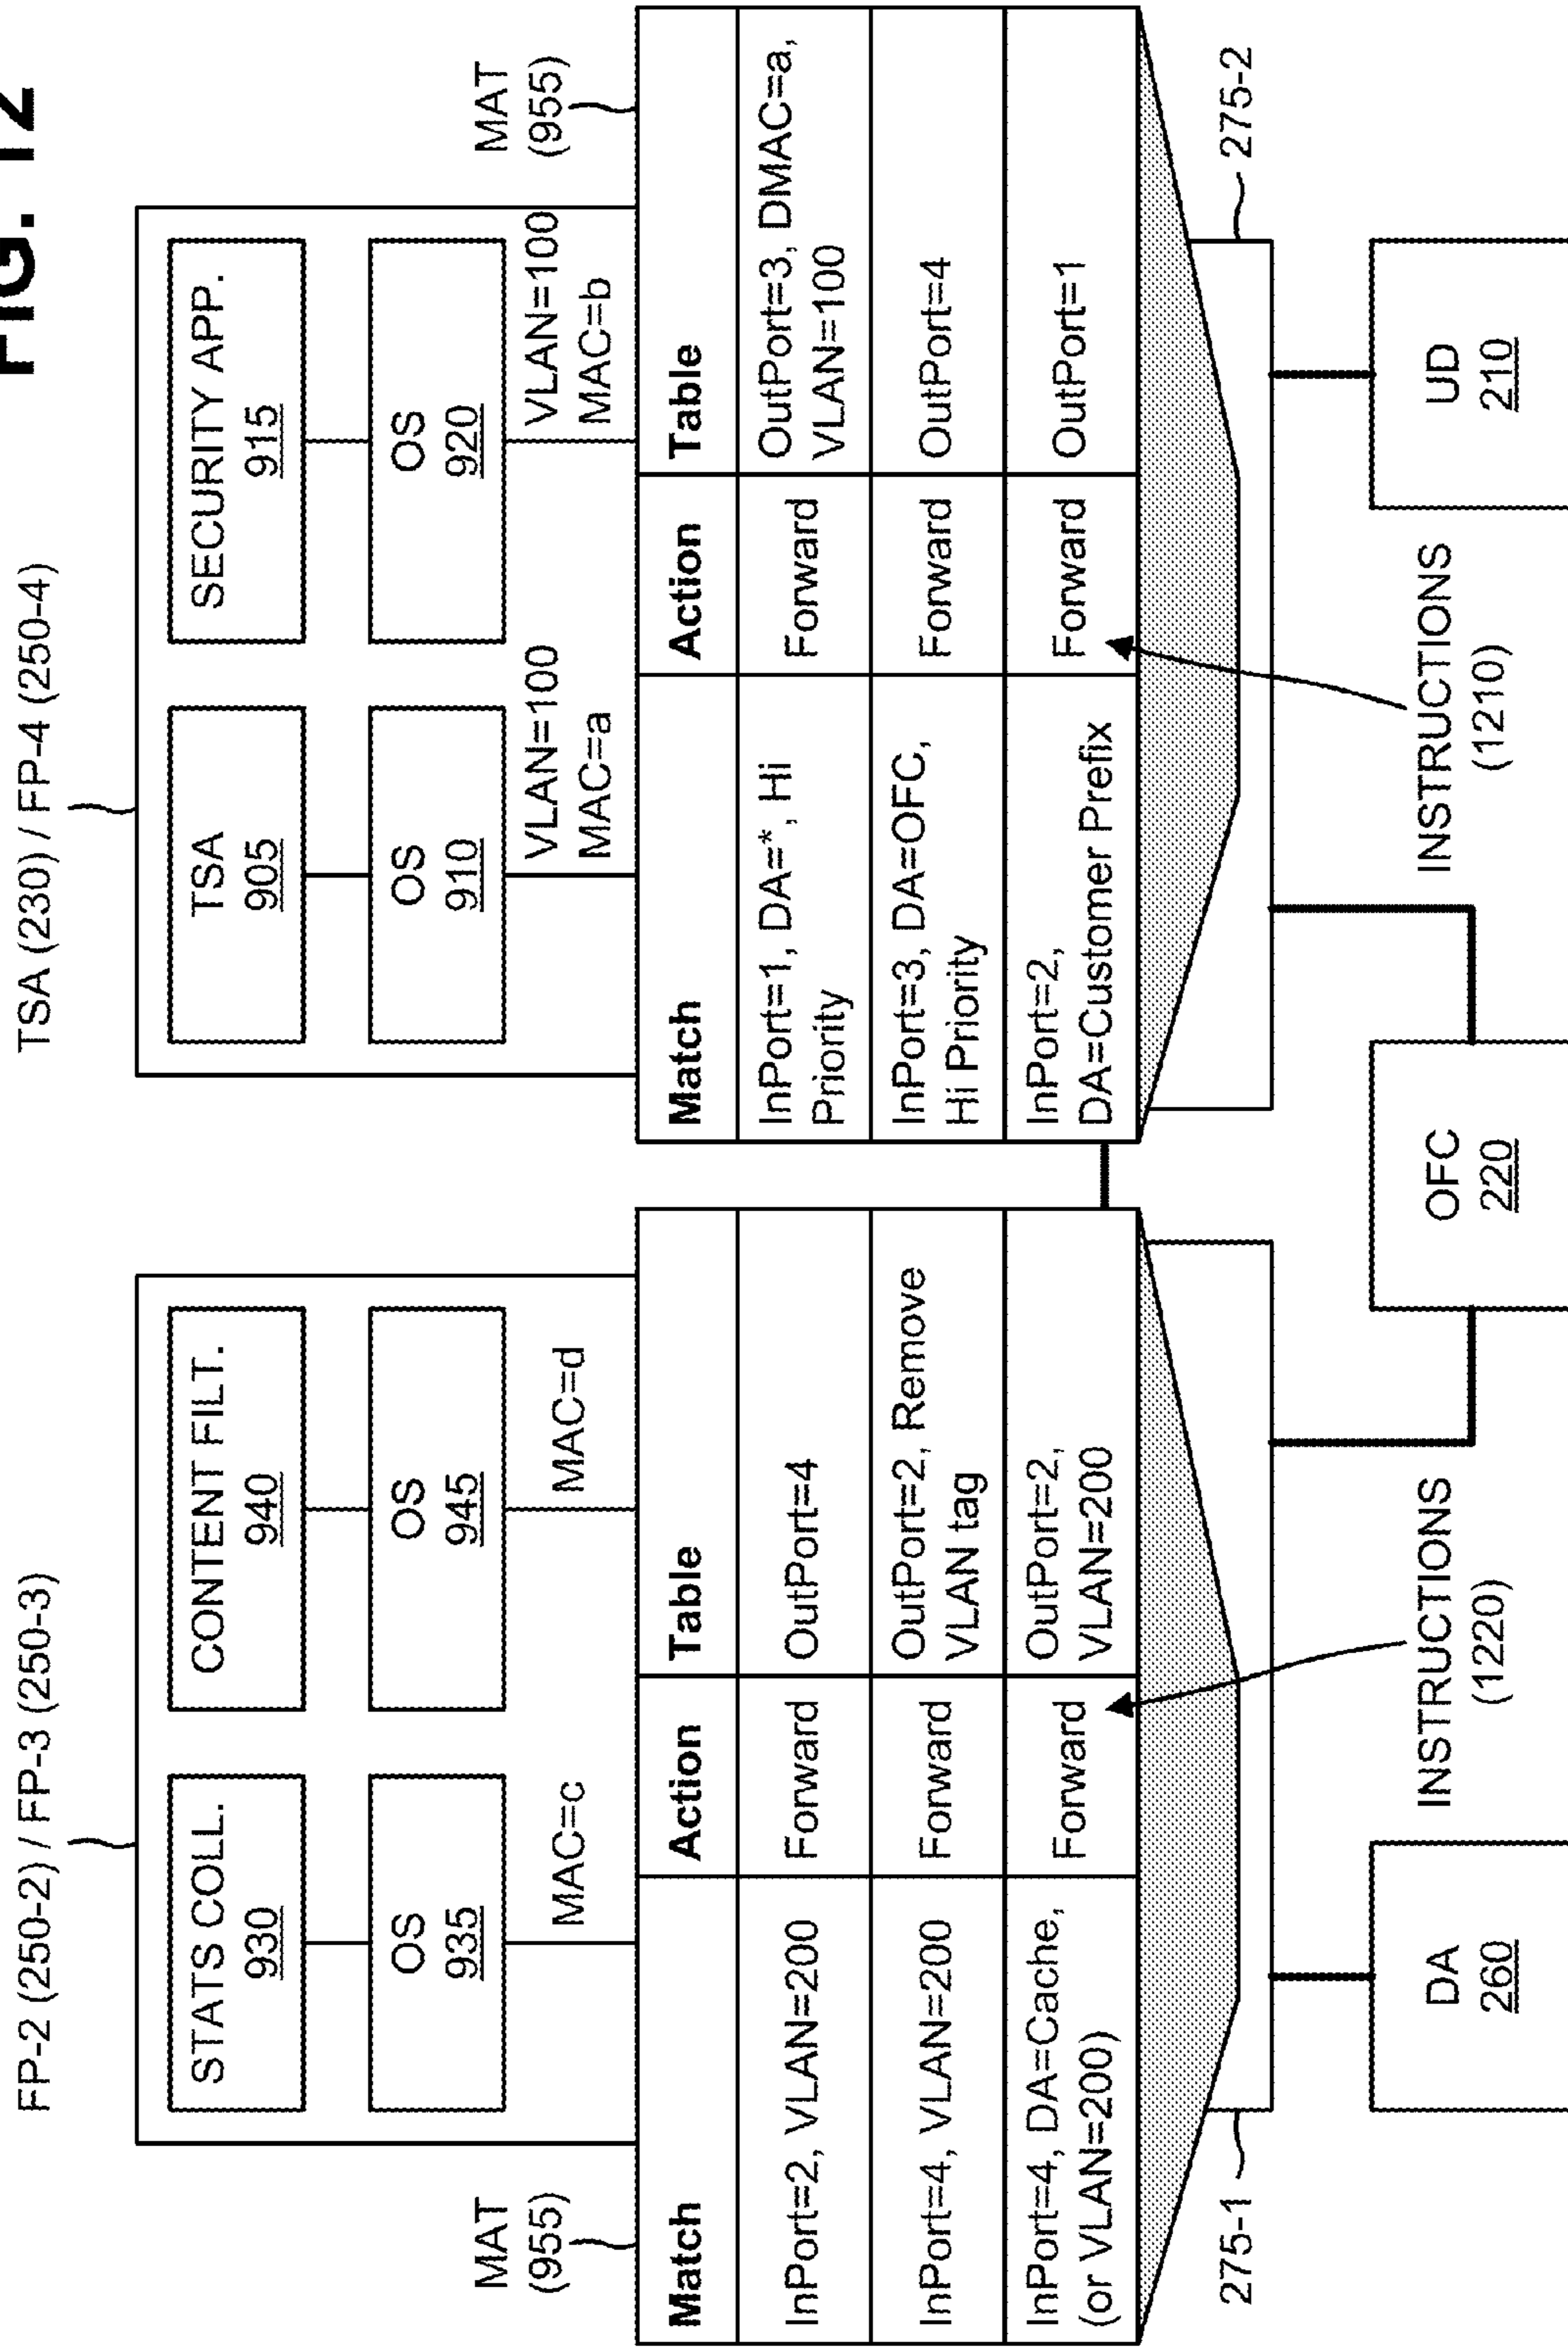 FIG. 12
FP-2 (250-2) / FP-3 (250-3)
STATS COLL.
930
CONTENT FILT.
940
OS
935
OS
945
MAC=c
MAC=d
MAT
(955)
Match
Action
Table
InPort=2, VLAN=200
Forward
OutPort=4
InPort=4, VLAN=200
Forward
OutPort=2, Remove
VLAN tag
InPort=4, DA=Cache,
(or VLAN=200)
Forward
OutPort=2,
VLAN=200
275-1
INSTRUCTIONS
(1220)
DA
260
OFC
220
TSA (230) / FP-4 (250-4)
TSA
905
SECURITY APP.
915
OS
910
OS
920
VLAN=100
MAC=a
VLAN=100
MAC=b
MAT
(955)
Match
Action
Table
InPort=1, DA=*, Hi
Priority
Forward
OutPort=3, DMAC=a,
VLAN=100
InPort=3, DA=OFC,
Hi Priority
Forward
OutPort=4
InPort=2,
DA=Customer Prefix
Forward
OutPort=1
275-2
INSTRUCTIONS
(1210)
UD
210